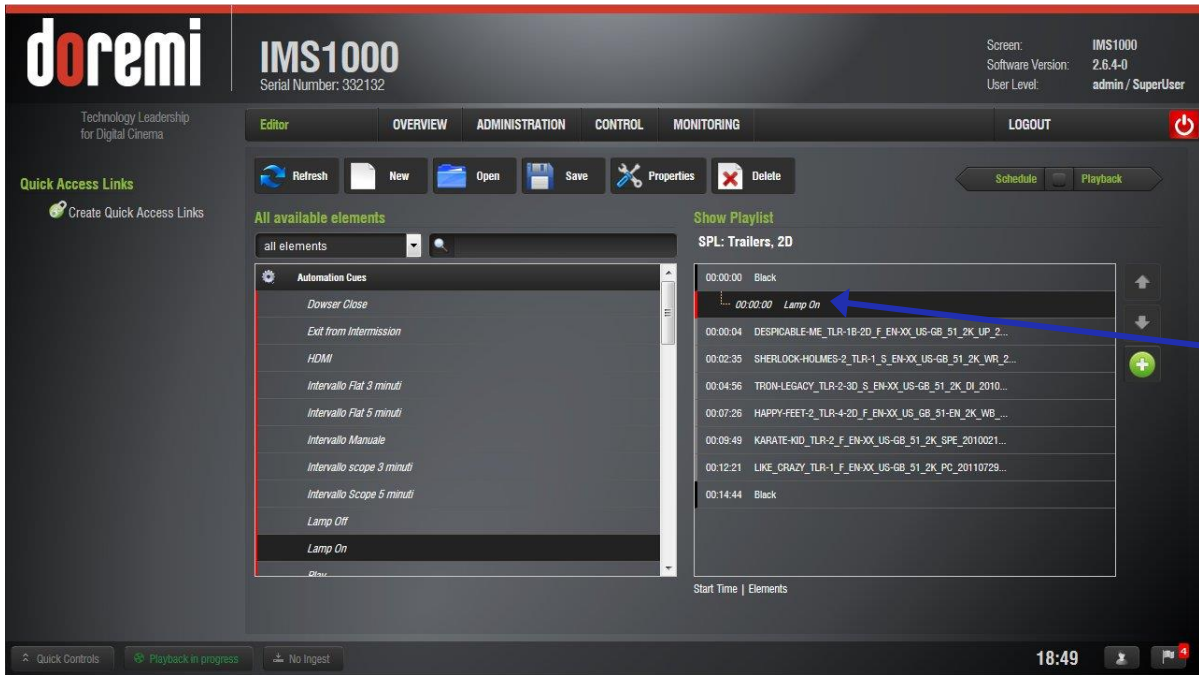 doremi
Technology Leadership
for Digital Cinema
IMS1000
Serial Number: 332132
Screen: IMS1000
Software Version: 2.6.4-0
User Level: admin / SuperUser
Editor OVERVIEW ADMINISTRATION CONTROL MONITORING LOGOUT
Quick Access Links
Create Quick Access Links
Refresh New Open Save Properties Delete
Schedule Playback
All available elements
all elements
Automation Cues
Dowser Close
Exit from Intermission
HDMI
Intervallo Flat 3 minuti
Intervallo Flat 5 minuti
Intervallo Manuale
Intervallo scope 3 minuti
Intervallo Scope 5 minuti
Lamp Off
Lamp On
Play
Show Playlist
SPL: Trailers, 2D
00:00:00 Black
00:00:00 Lamp On
00:00:04 DESPICABLE-ME_TLR-1B-2D_F_EN-XX_US-GB_51_2K_UP_2...
00:02:35 SHERLOCK-HOLMES-2_TLR-1_S_EN-XX_US-GB_51_2K_WR_2...
00:04:56 TRON-LEGACY_TLR-2-3D_S_EN-XX_US-GB_51_2K_DI_2010...
00:07:26 HAPPY-FEET-2_TLR-4-2D_F_EN-XX_US_GB_51-EN_2K_WB_...
00:09:49 KARATE-KID_TLR-2_F_EN-XX_US-GB_51_2K_SPE_2010021...
00:12:21 LIKE_CRAZY_TLR-1_F_EN-XX_US-GB_51_2K_PC_20110729...
00:14:44 Black
Start Time | Elements
Quick Controls Playback in progress No Ingest 18:49 4